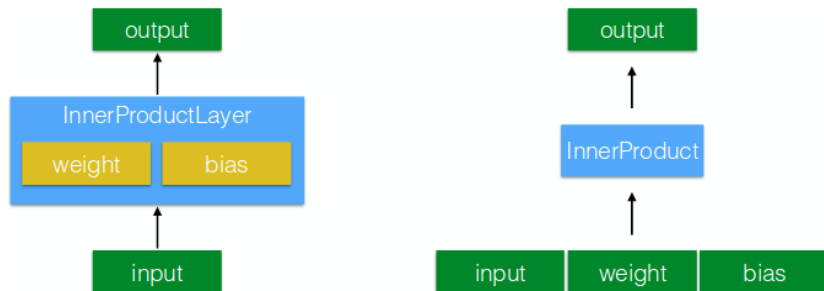 output
InnerProductLayer
weight bias
input
output
InnerProduct
input weight bias